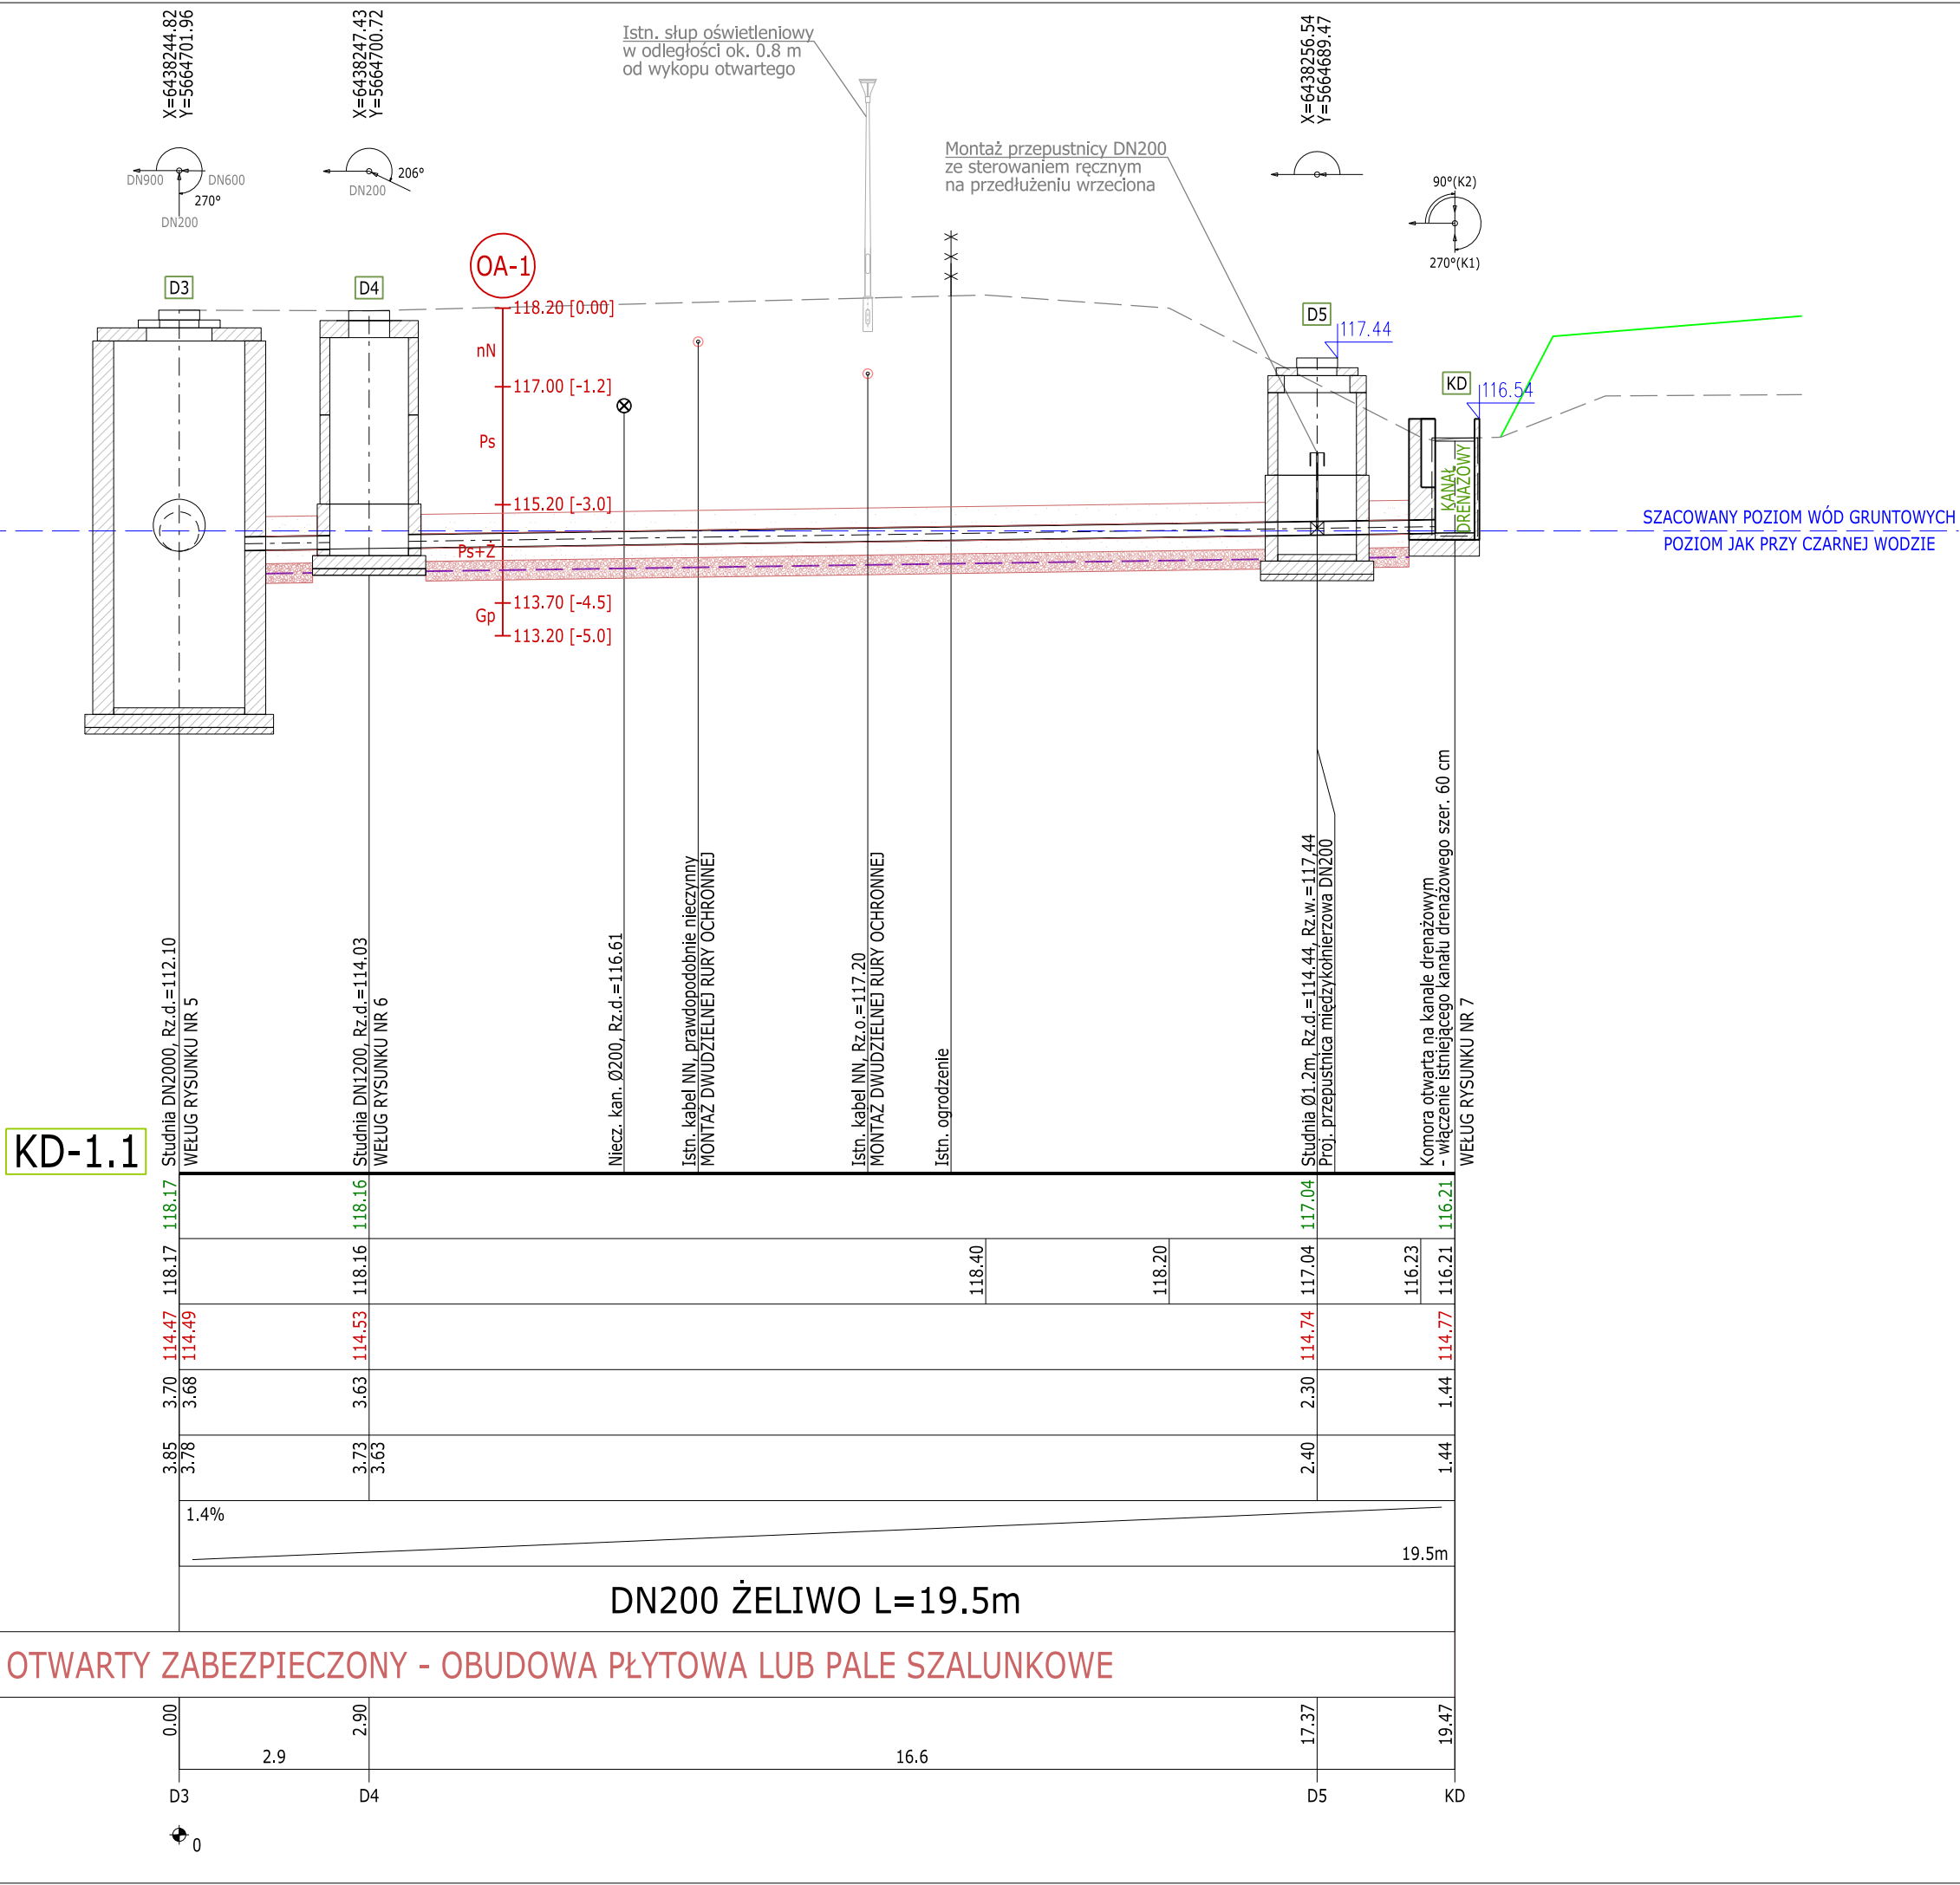 X=6438244.82
Y=5664701.96
X=6438247.43
Y=5664700.72
Istn. słup oświetleniowy
w odległości ok. 0.8 m
od wykopu otwartego
X=6438256.54
Y=5664689.47
Montaż przepustnicy DN200
ze sterowaniem ręcznym
na przedłużeniu wrzeciona
DN900
DN600
270°
DN200
206°
DN200
90°(K2)
270°(K1)
D3
D4
OA-1
D5
KD
118.20 [0.00]
nN
117.00 [-1.2]
Ps
115.20 [-3.0]
Ps+Ż
113.70 [-4.5]
Gp
113.20 [-5.0]
117.44
116.54
KANAŁ
DRENAŻOWY
SZACOWANY POZIOM WÓD GRUNTOWYCH
POZIOM JAK PRZY CZARNEJ WODZIE
Studnia DN2000, Rz.d.=112.10
WEŁUG RYSUNKU NR 5
Studnia DN1200, Rz.d.=114.03
WEŁUG RYSUNKU NR 6
Niecz. kan. Ø200, Rz.d.=116.61
Istn. kabel NN, prawdopodobnie nieczynny
MONTAŻ DWUDZIELNEJ RURY OCHRONNEJ
Istn. kabel NN, Rz.o.=117.20
MONTAŻ DWUDZIELNEJ RURY OCHRONNEJ
Istn. ogrodzenie
Studnia Ø1.2m, Rz.d.=114.44, Rz.w.=117,44
Proj. przepustnica międzykołnierzowa DN200
Komora otwarta na kanale drenażowym
- włączenie istniejącego kanału drenażowego szer. 60 cm
WEŁUG RYSUNKU NR 7
KD-1.1
118.17
118.16
117.04
116.21
118.17
118.16
118.40
118.20
117.04
116.23
116.21
114.47
114.49
114.53
114.74
114.77
3.70
3.68
3.63
2.30
1.44
3.85
3.78
3.73
3.63
2.40
1.44
1.4%
19.5m
DN200 ŻELIWO L=19.5m
OTWARTY ZABEZPIECZONY - OBUDOWA PŁYTOWA LUB PALE SZALUNKOWE
0.00
2.90
17.37
19.47
2.9
16.6
D3
D4
D5
KD
0